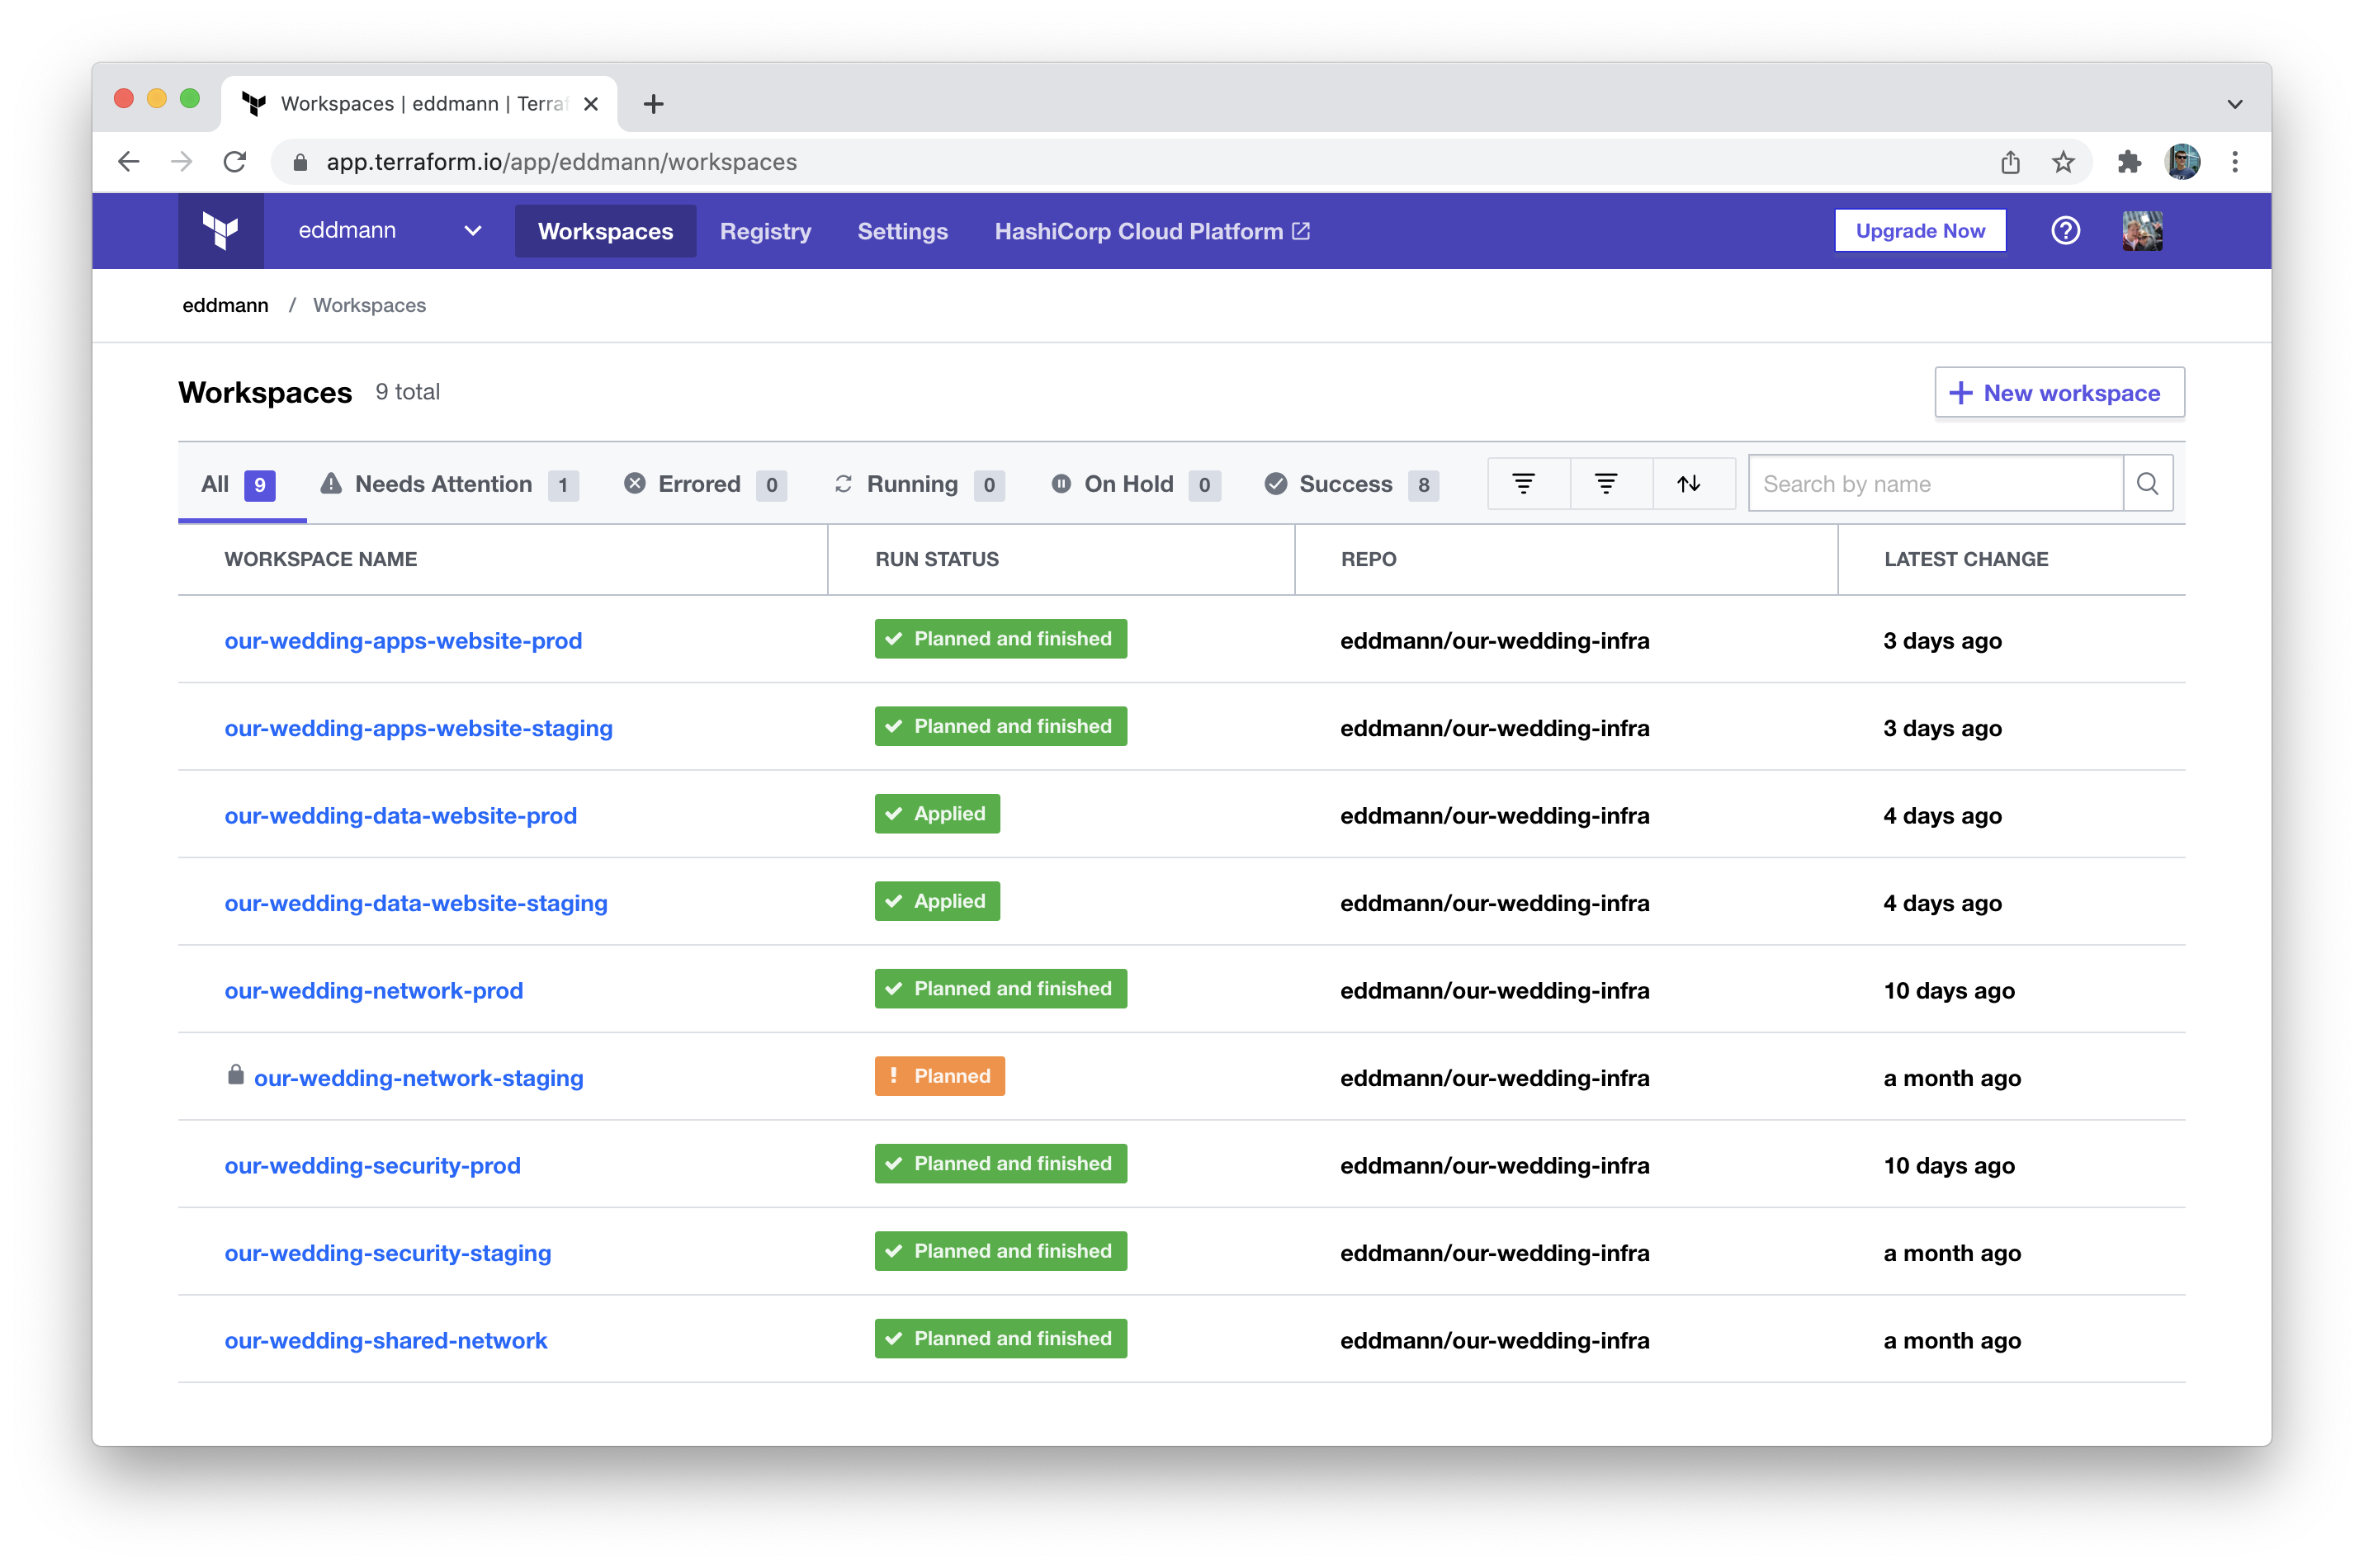 Workspaces | eddmann | Terraf
app.terraform.io/app/eddmann/workspaces
eddmann Workspaces Registry Settings HashiCorp Cloud Platform Upgrade Now
eddmann / Workspaces
Workspaces 9 total + New workspace
All 9 Needs Attention 1 Errored 0 Running 0 On Hold 0 Success 8 Search by name
WORKSPACE NAME RUN STATUS REPO LATEST CHANGE
our-wedding-apps-website-prod Planned and finished eddmann/our-wedding-infra 3 days ago
our-wedding-apps-website-staging Planned and finished eddmann/our-wedding-infra 3 days ago
our-wedding-data-website-prod Applied eddmann/our-wedding-infra 4 days ago
our-wedding-data-website-staging Applied eddmann/our-wedding-infra 4 days ago
our-wedding-network-prod Planned and finished eddmann/our-wedding-infra 10 days ago
our-wedding-network-staging ! Planned eddmann/our-wedding-infra a month ago
our-wedding-security-prod Planned and finished eddmann/our-wedding-infra 10 days ago
our-wedding-security-staging Planned and finished eddmann/our-wedding-infra a month ago
our-wedding-shared-network Planned and finished eddmann/our-wedding-infra a month ago